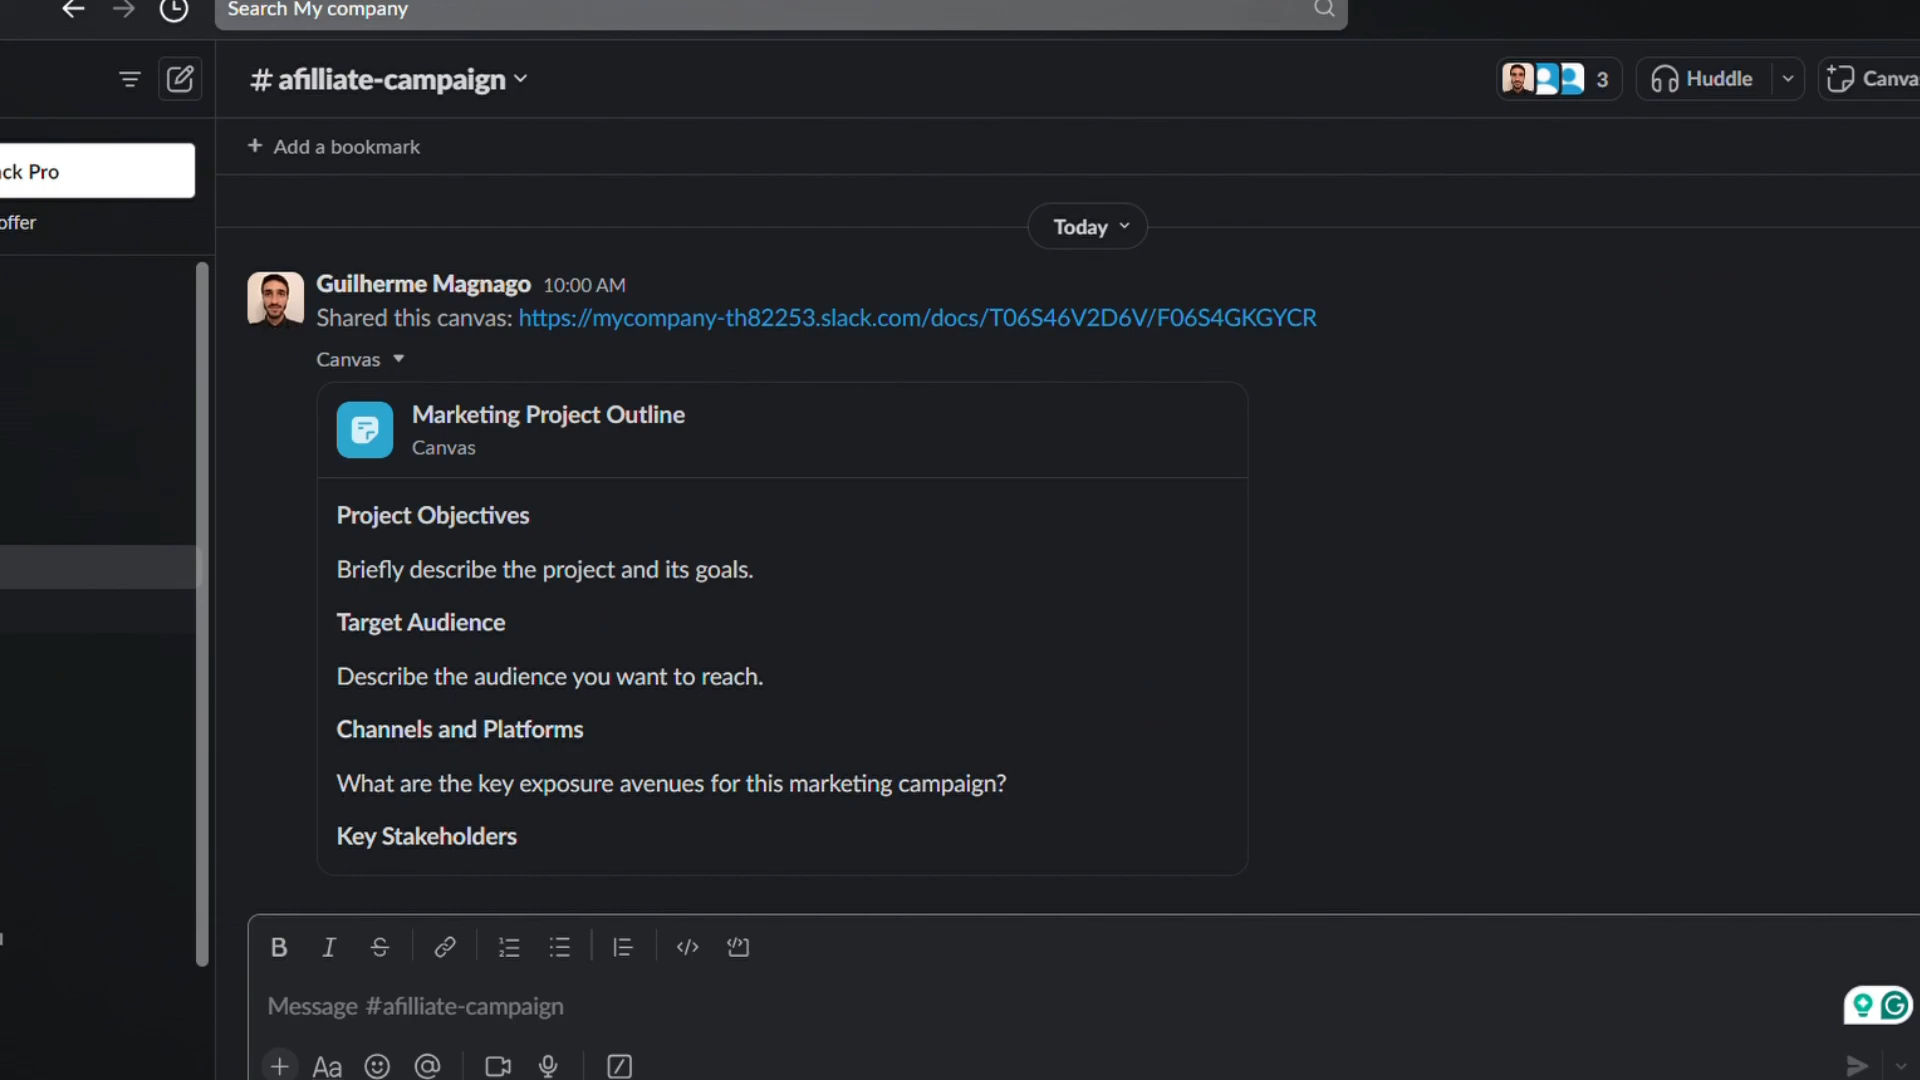 Search My company
# afilliate-campaign
3
Huddle
+ Add a bookmark
Pro
offer
Today
Guilherme Magnago 10:00 AM
Shared this canvas: https://mycompany-th82253.slack.com/docs/T06S46V2D6V/F06S4GKGYCR
Canvas
Marketing Project Outline
Canvas
Project Objectives
Briefly describe the project and its goals.
Target Audience
Describe the audience you want to reach.
Channels and Platforms
What are the key exposure avenues for this marketing campaign?
Key Stakeholders
B I S
Message #afilliate-campaign
+ Aa @